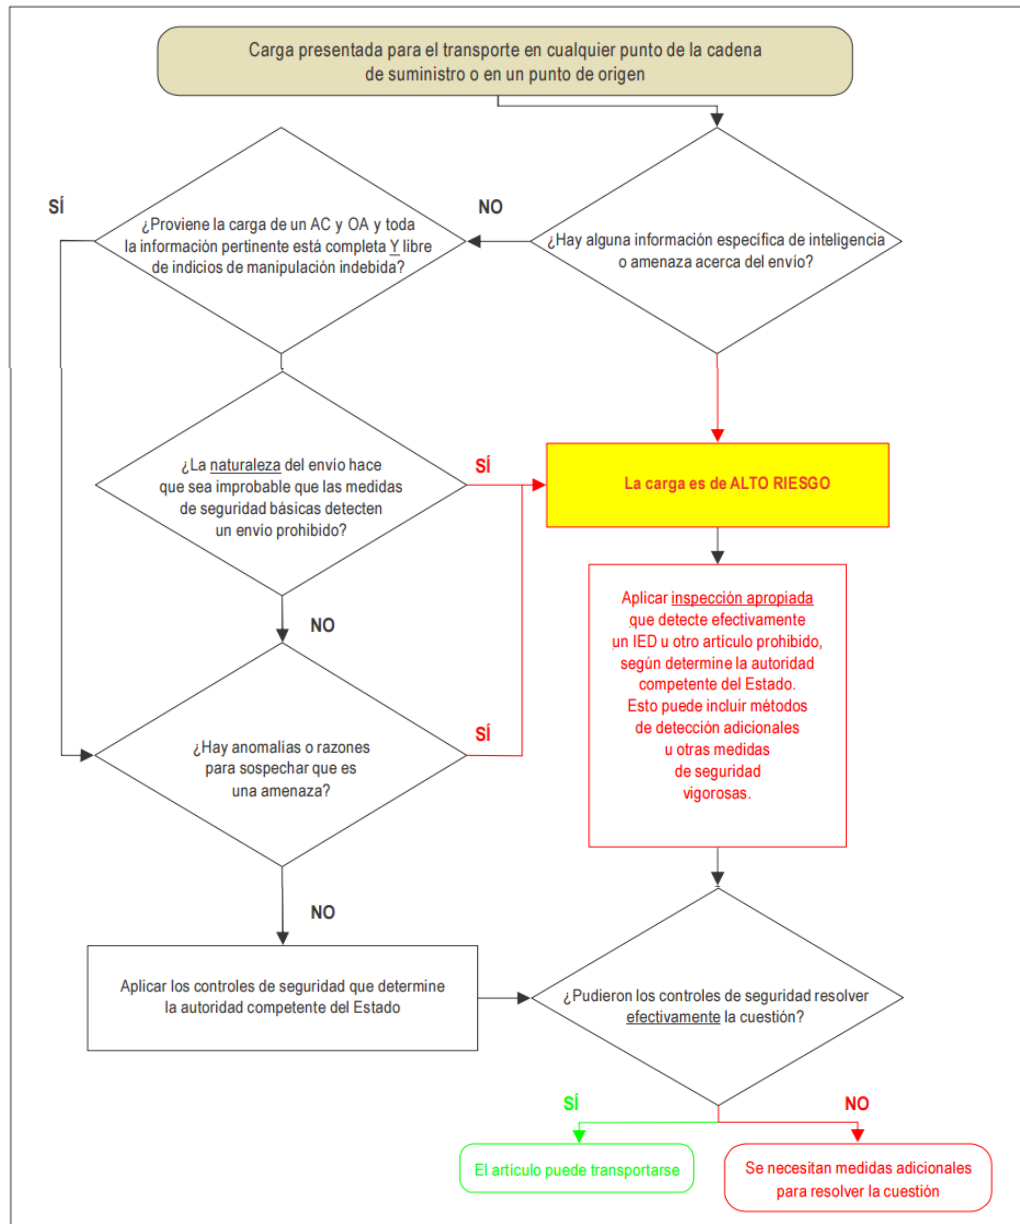 Carga presentada para el transporte en cualquier punto de la cadena
de suministro o en un punto de origen
SÍ
NO
¿Proviene la carga de un AC y OA y toda
la información pertinente está completa Y libre
de indicios de manipulación indebida?
¿Hay alguna información específica de inteligencia
o amenaza acerca del envío?
¿La naturaleza del envío hace
que sea improbable que las medidas
de seguridad básicas detecten
un envío prohibido?
SÍ
La carga es de ALTO RIESGO
NO
Aplicar inspección apropiada
que detecte efectivamente
un IED u otro artículo prohibido,
según determine la autoridad
competente del Estado.
Esto puede incluir métodos
de detección adicionales
u otras medidas
de seguridad
vigorosas.
¿Hay anomalías o razones
para sospechar que es
una amenaza?
SÍ
NO
Aplicar los controles de seguridad que determine
la autoridad competente del Estado
¿Pudieron los controles de seguridad resolver
efectivamente la cuestión?
SÍ
NO
El artículo puede transportarse
Se necesitan medidas adicionales
para resolver la cuestión